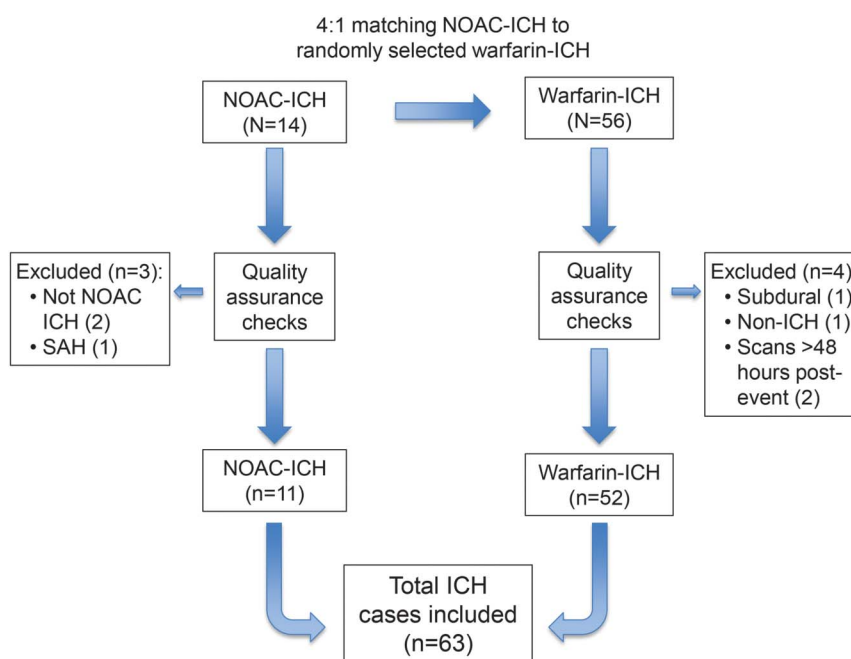 4:1 matching NOAC-ICH to
randomly selected warfarin-ICH
NOAC-ICH
(N=14)
Warfarin-ICH
(N=56)
Excluded (n=3):
• Not NOAC
ICH (2)
• SAH (1)
Quality
assurance
checks
Quality
assurance
checks
Excluded (n=4)
• Subdural (1)
• Non-ICH (1)
• Scans >48
hours post-
event (2)
NOAC-ICH
(n=11)
Warfarin-ICH
(n=52)
Total ICH
cases included
(n=63)